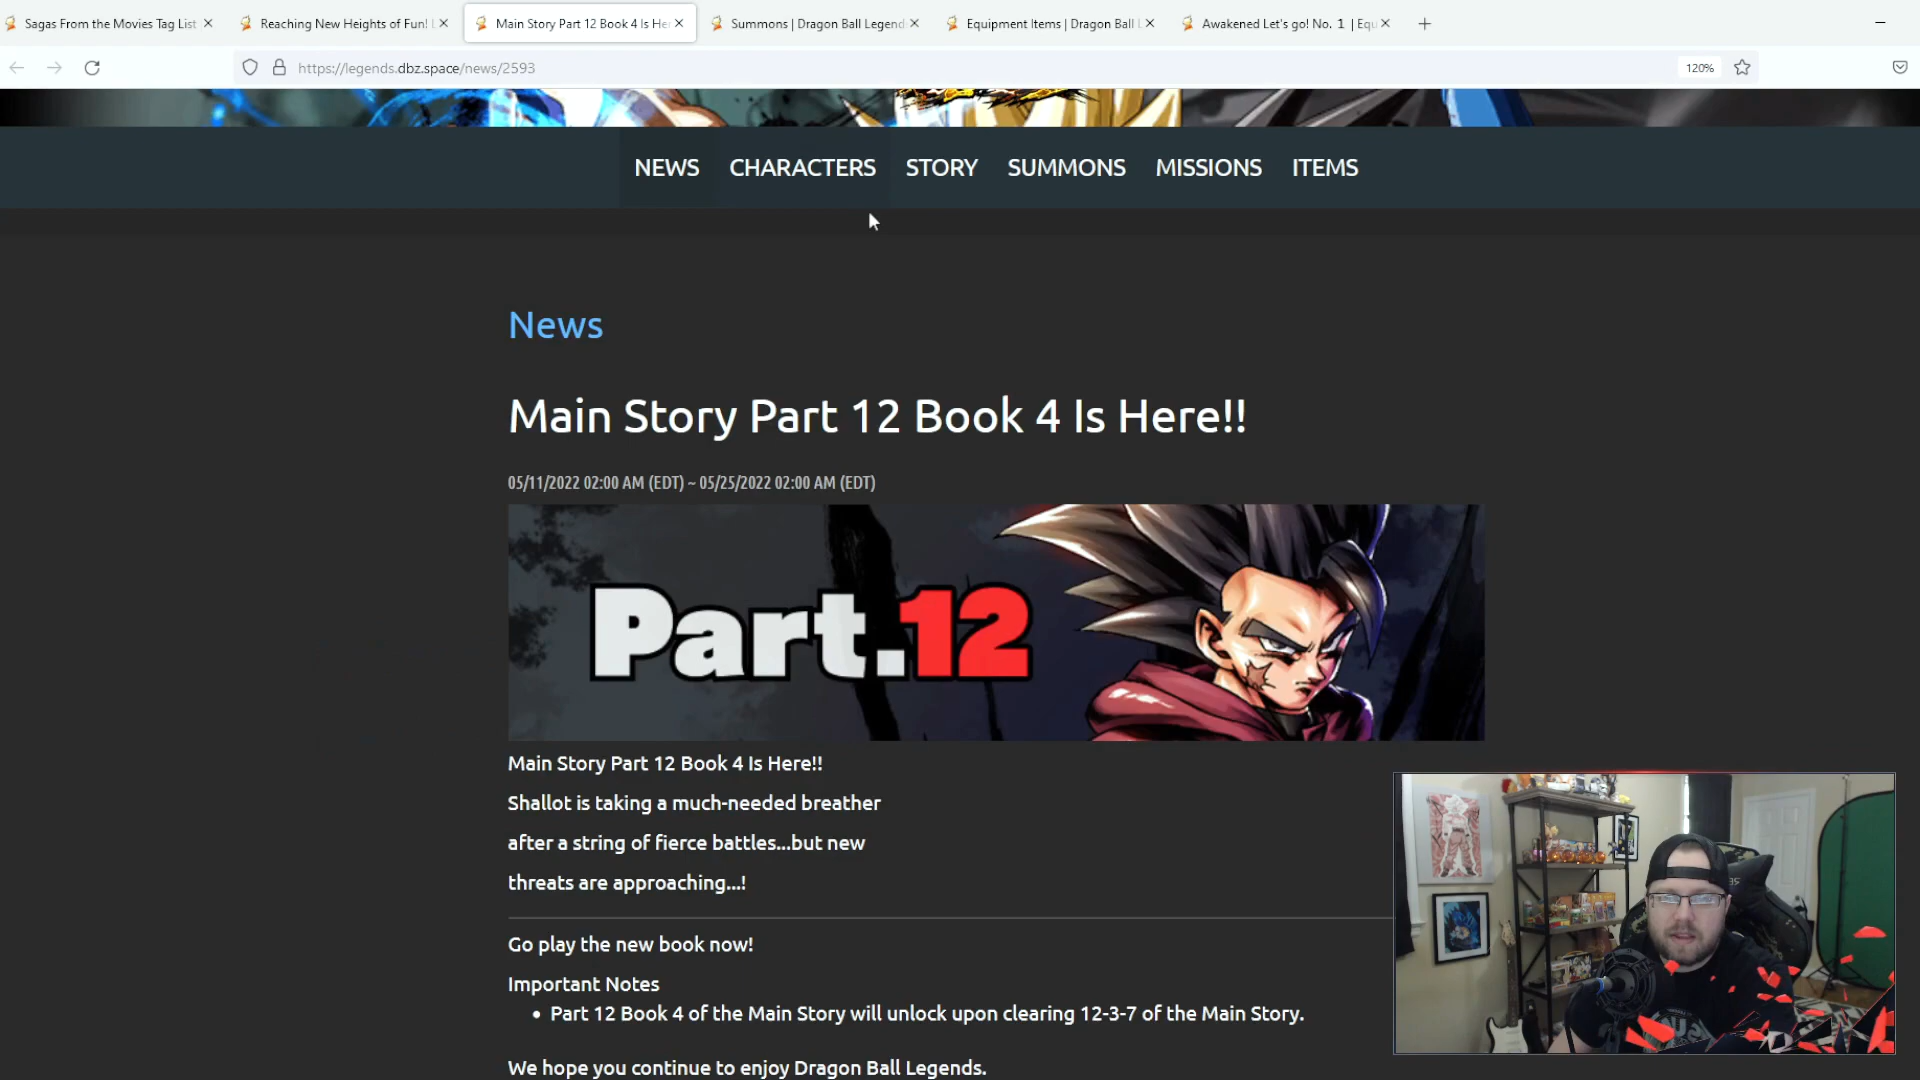 Sagas From the Movies Tag List
Reaching New Heights of Fun!
Main Story Part 12 Book 4 Is He
Summons | Dragon Ball Legend
Equipment Items | Dragon Ball L
Awakened Let's go! No. 1 | Equ
https://legends.dbz.space/news/2593
120%
NEWS CHARACTERS STORY SUMMONS MISSIONS ITEMS
News
Main Story Part 12 Book 4 Is Here!!
05/11/2022 02:00 AM (EDT) ~ 05/25/2022 02:00 AM (EDT)
Part.12
Main Story Part 12 Book 4 Is Here!!
Shallot is taking a much-needed breather
after a string of fierce battles...but new
threats are approaching...!
Go play the new book now!
Important Notes
• Part 12 Book 4 of the Main Story will unlock upon clearing 12-3-7 of the Main Story.
We hope you continue to enjoy Dragon Ball Legends.